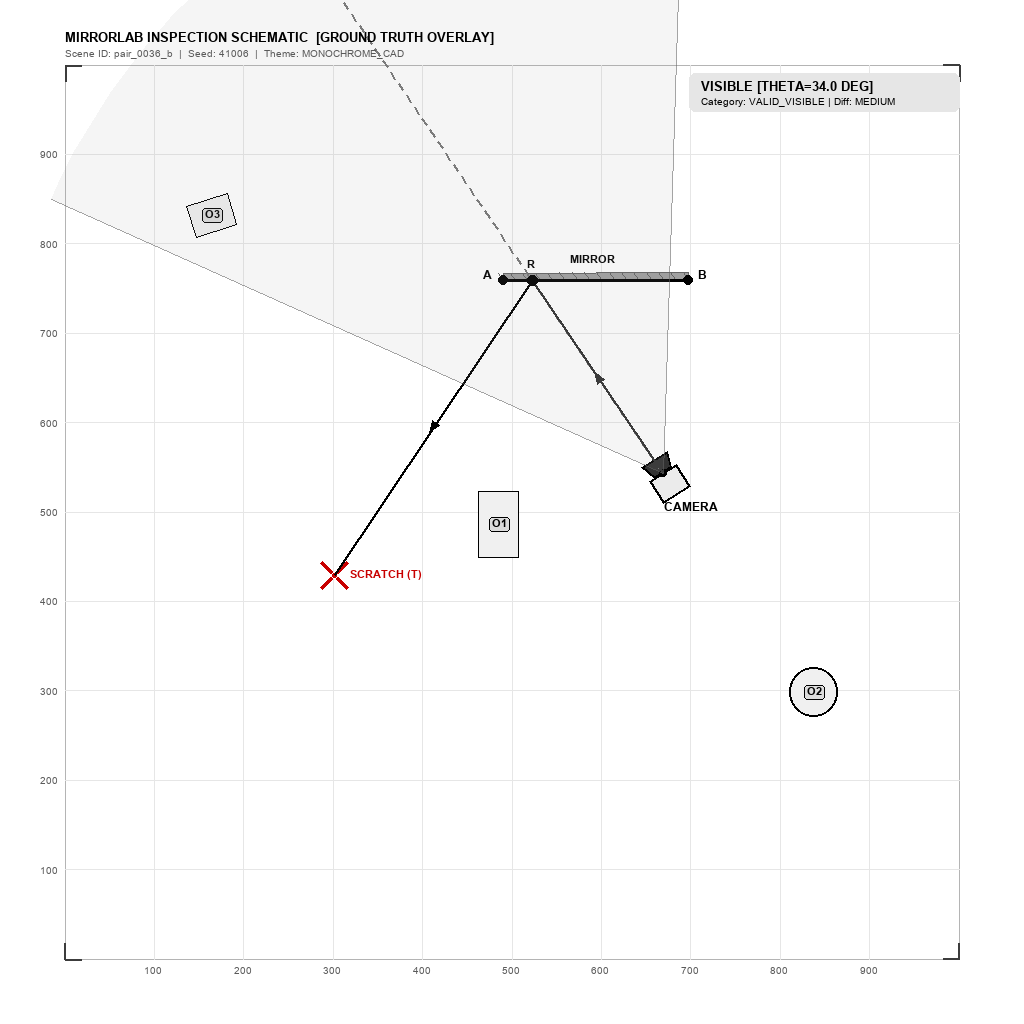 MIRRORLAB INSPECTION SCHEMATIC [GROUND TRUTH OVERLAY]
Scene ID: pair_0036_b | Seed: 41006 | Theme: MONOCHROME_CAD
VISIBLE [THETA=34.0 DEG]
Category: VALID_VISIBLE | Diff: MEDIUM
900
O3
800
MIRROR
R
A
B
700
600
CAMERA
500
O1
SCRATCH (T)
400
300
O2
200
100
100 200 300 400 500 600 700 800 900